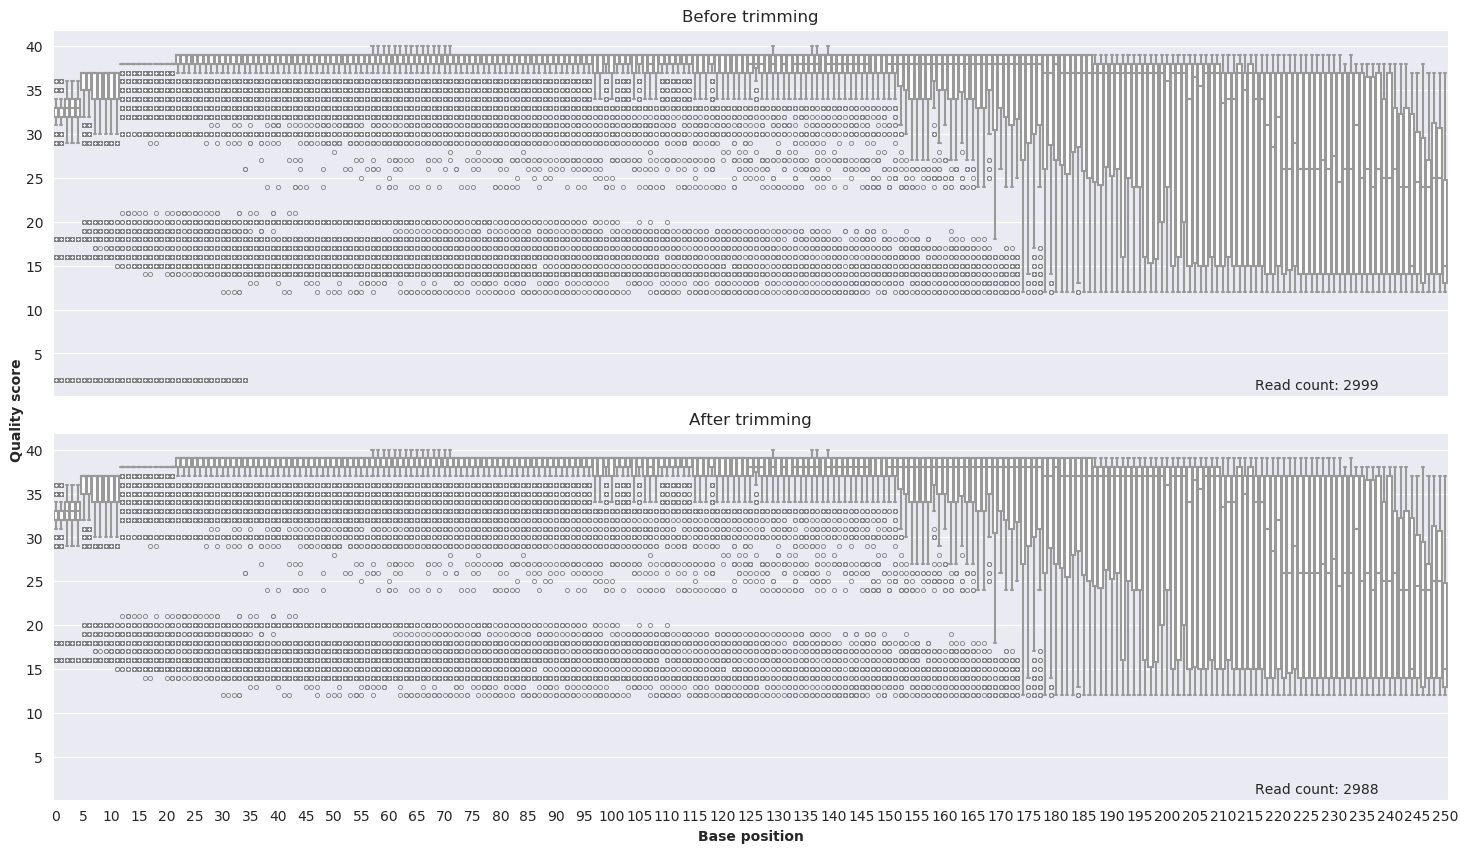 Before trimming
40
35
30
25
20
15
10
5
Read count: 2999
Quality score
After trimming
40
35
30
25
20
15
10
5
Read count: 2988
0 5 10 15 20 25 30 35 40 45 50 55 60 65 70 75 80 85 90 95 100 105 110 115 120 125 130 135 140 145 150 155 160 165 170 175 180 185 190 195 200 205 210 215 220 225 230 235 240 245 250
Base position